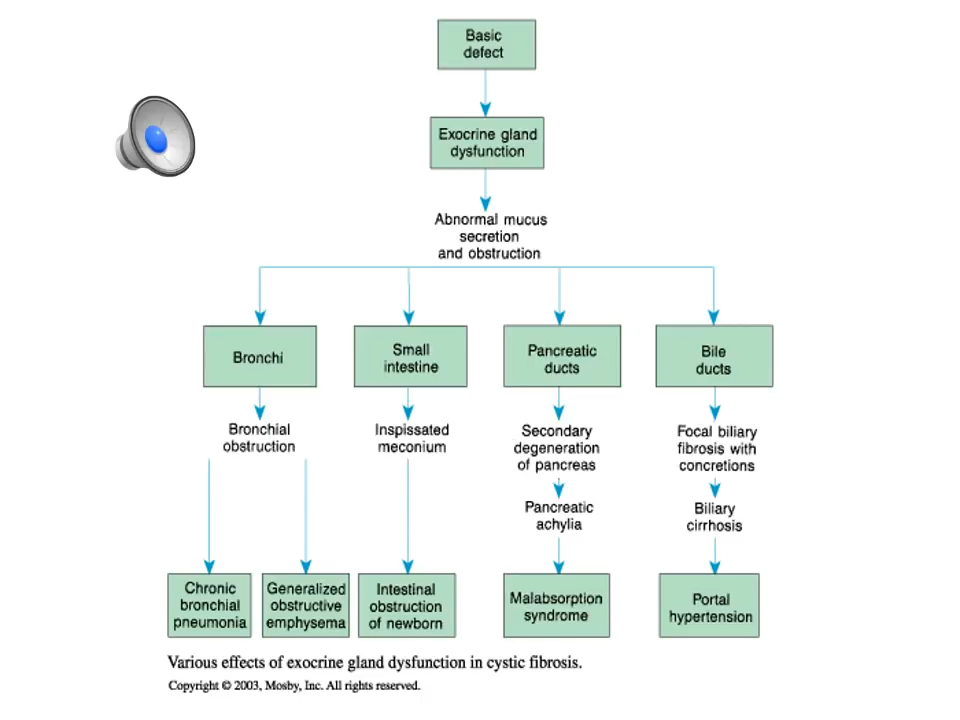 Basic
defect
Exocrine gland
dysfunction
Abnormal mucus
secretion
and obstruction
Bronchi
Small
intestine
Pancreatic
ducts
Bile
ducts
Bronchial
obstruction
Inspissated
meconium
Secondary
degeneration
of pancreas
Focal biliary
fibrosis with
concretions
Pancreatic
achylia
Biliary
cirrhosis
Chronic
bronchial
pneumonia
Generalized
obstructive
emphysema
Intestinal
obstruction
of newborn
Malabsorption
syndrome
Portal
hypertension
Various effects of exocrine gland dysfunction in cystic fibrosis.
Copyright © 2003, Mosby, Inc. All rights reserved.